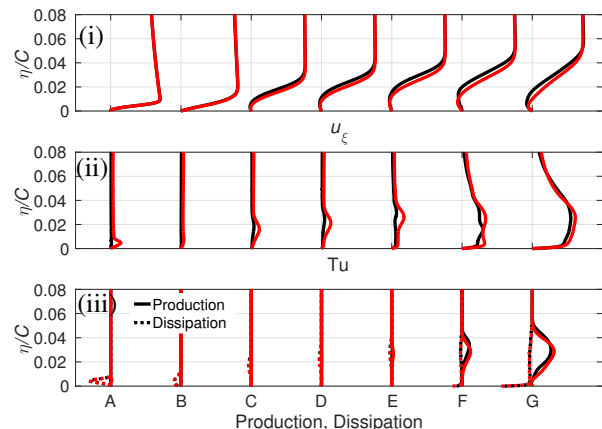 (i)
η/C
0.08
0.06
0.04
0.02
0
u_ξ
(ii)
η/C
0.08
0.06
0.04
0.02
0
Tu
(iii)
η/C
0.08
0.06
0.04
0.02
0
Production
Dissipation
A B C D E F G
Production, Dissipation